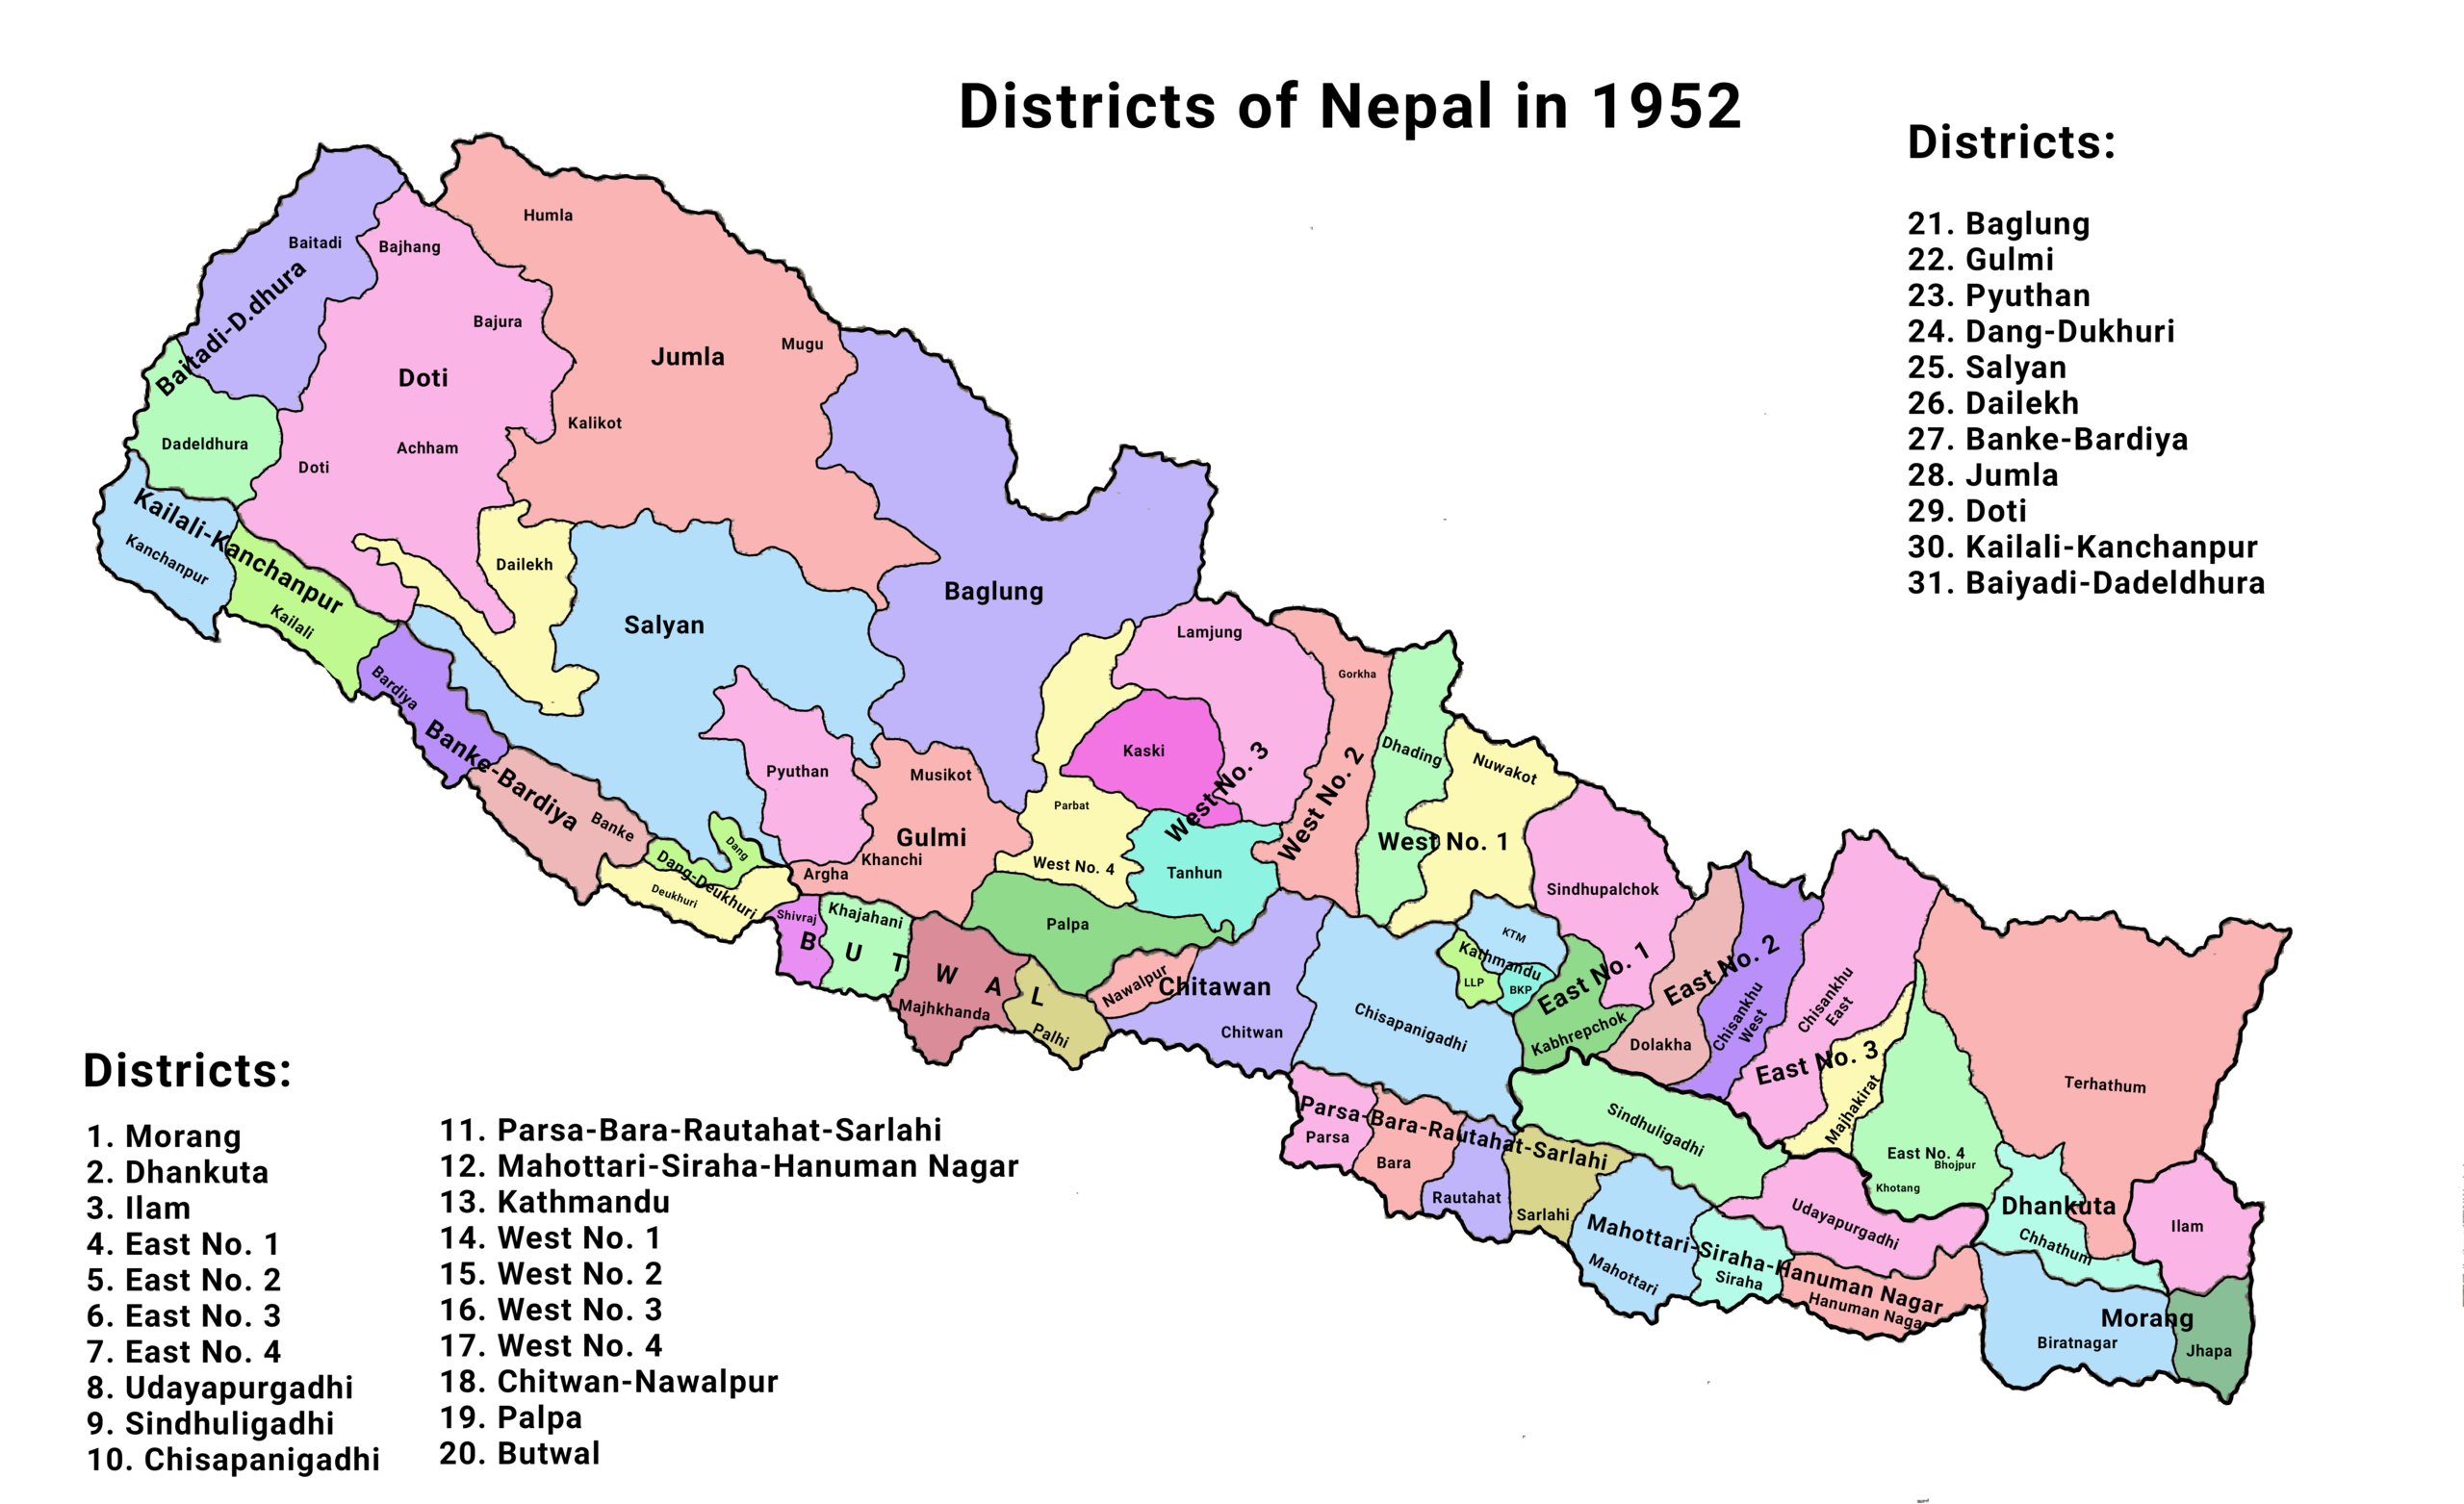 Districts of Nepal in 1952
Districts:
21. Baglung
22. Gulmi
23. Pyuthan
24. Dang-Dukhuri
25. Salyan
26. Dailekh
27. Banke-Bardiya
28. Jumla
29. Doti
30. Kailali-Kanchanpur
31. Baiyadi-Dadeldhura
Humla
Baitadi
Bajhang
Baitadi-D.dhura
Bajura
Mugu
Jumla
Doti
Kalikot
Dadeldhura
Achham
Doti
Kailali-Kanchanpur
Kanchanpur
Kailali
Dailekh
Salyan
Baglung
Bardiya
Banke-Bardiya
Banke
Pyuthan
Musikot
Gulmi
Khanchi
Argha
Dang
Dang-Deukhuri
Deukhuri
Lamjung
Gorkha
Kaski
West No. 3
West No. 2
Parbat
West No. 4
Tanhun
Dhading
Nuwakot
West No. 1
Sindhupalchok
Shivraj
Khajahani
B U T W A L
Majhkhanda
Palhi
Palpa
Nawalpur
Chitawan
Chitwan
Chisapanigadhi
KTM
Kathmandu
LLP
BKP
East No. 1
Kabhrepchok
East No. 2
Dolakha
Chisankhu
West
Chisankhu
East
East No. 3
Majhakirat
Terhathum
East No. 4
Bhojpur
Khotang
Sindhuligadhi
Parsa-Bara-Rautahat-Sarlahi
Parsa
Bara
Rautahat
Sarlahi
Udayapurgadhi
Dhankuta
Chhathum
Ilam
Mahottari-Siraha-Hanuman Nagar
Mahottari
Siraha
Hanuman Naga
Morang
Biratnagar
Jhapa
Districts:
1. Morang
2. Dhankuta
3. Ilam
4. East No. 1
5. East No. 2
6. East No. 3
7. East No. 4
8. Udayapurgadhi
9. Sindhuligadhi
10. Chisapanigadhi
11. Parsa-Bara-Rautahat-Sarlahi
12. Mahottari-Siraha-Hanuman Nagar
13. Kathmandu
14. West No. 1
15. West No. 2
16. West No. 3
17. West No. 4
18. Chitwan-Nawalpur
19. Palpa
20. Butwal